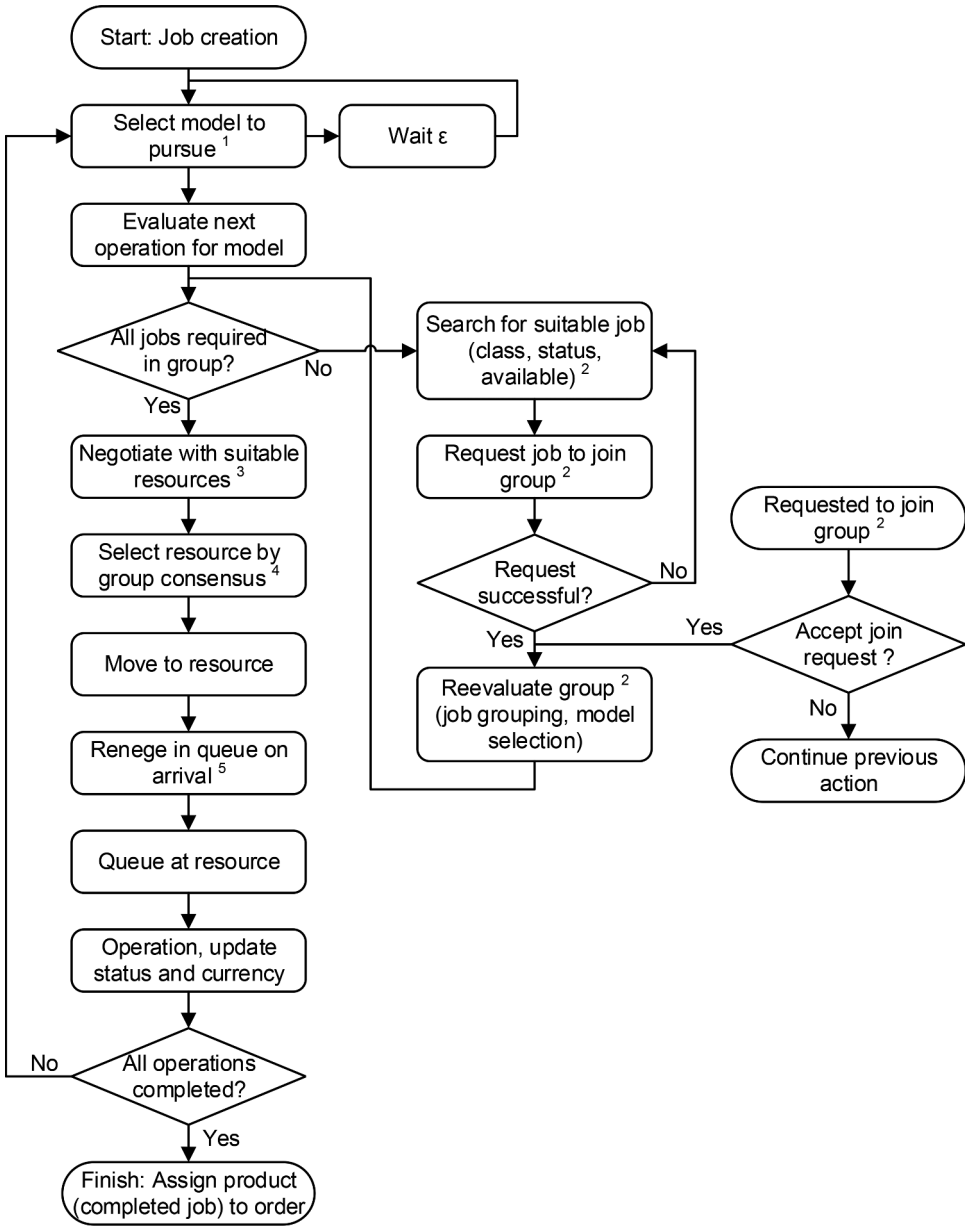 Start: Job creation
Select model to
pursue 1
Wait ε
Evaluate next
operation for model
All jobs required
in group?
No
Yes
Search for suitable job
(class, status,
available) 2
Negotiate with suitable
resources 3
Request job to join
group 2
Requested to join
group 2
Select resource by
group consensus 4
Request
successful?
No
Yes
Yes
Accept join
request ?
No
Move to resource
Reevaluate group 2
(job grouping, model
selection)
Renege in queue on
arrival 5
Continue previous
action
Queue at resource
Operation, update
status and currency
All operations
completed?
No
Yes
Finish: Assign product
(completed job) to order